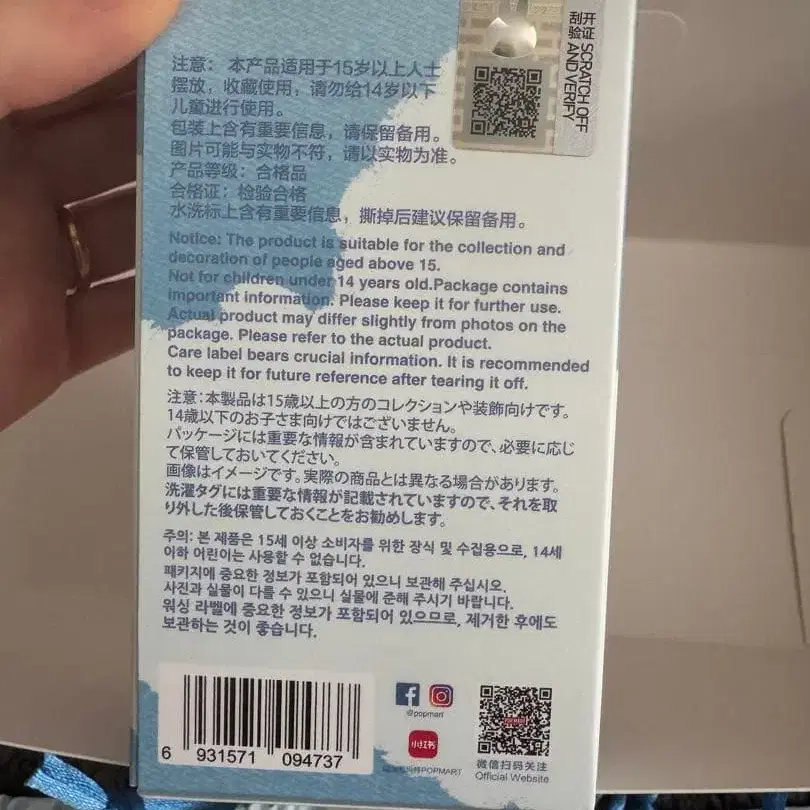 开证 SCRATCH OFF
刮验 AND VERIFY
注意： 本产品适用于15岁以上人士
摆放，收藏使用，请勿给14岁以下
儿童进行使用。
包装上含有重要信息，请保留备用。
图片可能与实物不符，请以实物为准。
产品等级：合格品
合格证：检验合格
水洗标上含有重要信息，撕掉后建议保留备用。
Notice: The product is suitable for the collection and
decoration of people aged above 15.
Not for children under 14 years old.Package contains
important information. Please keep it for further use.
Actual product may differ slightly from photos on the
package. Please refer to the actual product.
Care label bears crucial information. It is recommended
to keep it for future reference after tearing it off.
注意:本製品は15歳以上の方のコレクションや装飾向けです。
14歳以下のお子さま向けではございません。
パッケージには重要な情報が含まれていますので、必要に応じ
て保管しておいてください。
画像はイメージです。実際の商品とは異なる場合があります。
洗濯タグには重要な情報が記載されていますので、それを取
り外した後保管しておくことをお勧めします。
주의: 본 제품은 15세 이상 소비자를 위한 장식 및 수집용으로, 14세
이하 어린이는 사용할 수 없습니다.
패키지에 중요한 정보가 포함되어 있으니 보관해 주십시오.
사진과 실물이 다를 수 있으니 실물에 준해 주시기 바랍니다.
워싱 라벨에 중요한 정보가 포함되어 있으므로, 제거한 후에도
보관하는 것이 좋습니다.
@popmart
小红书
POPMART
微信扫码关注
Official Website
6 931571 094737